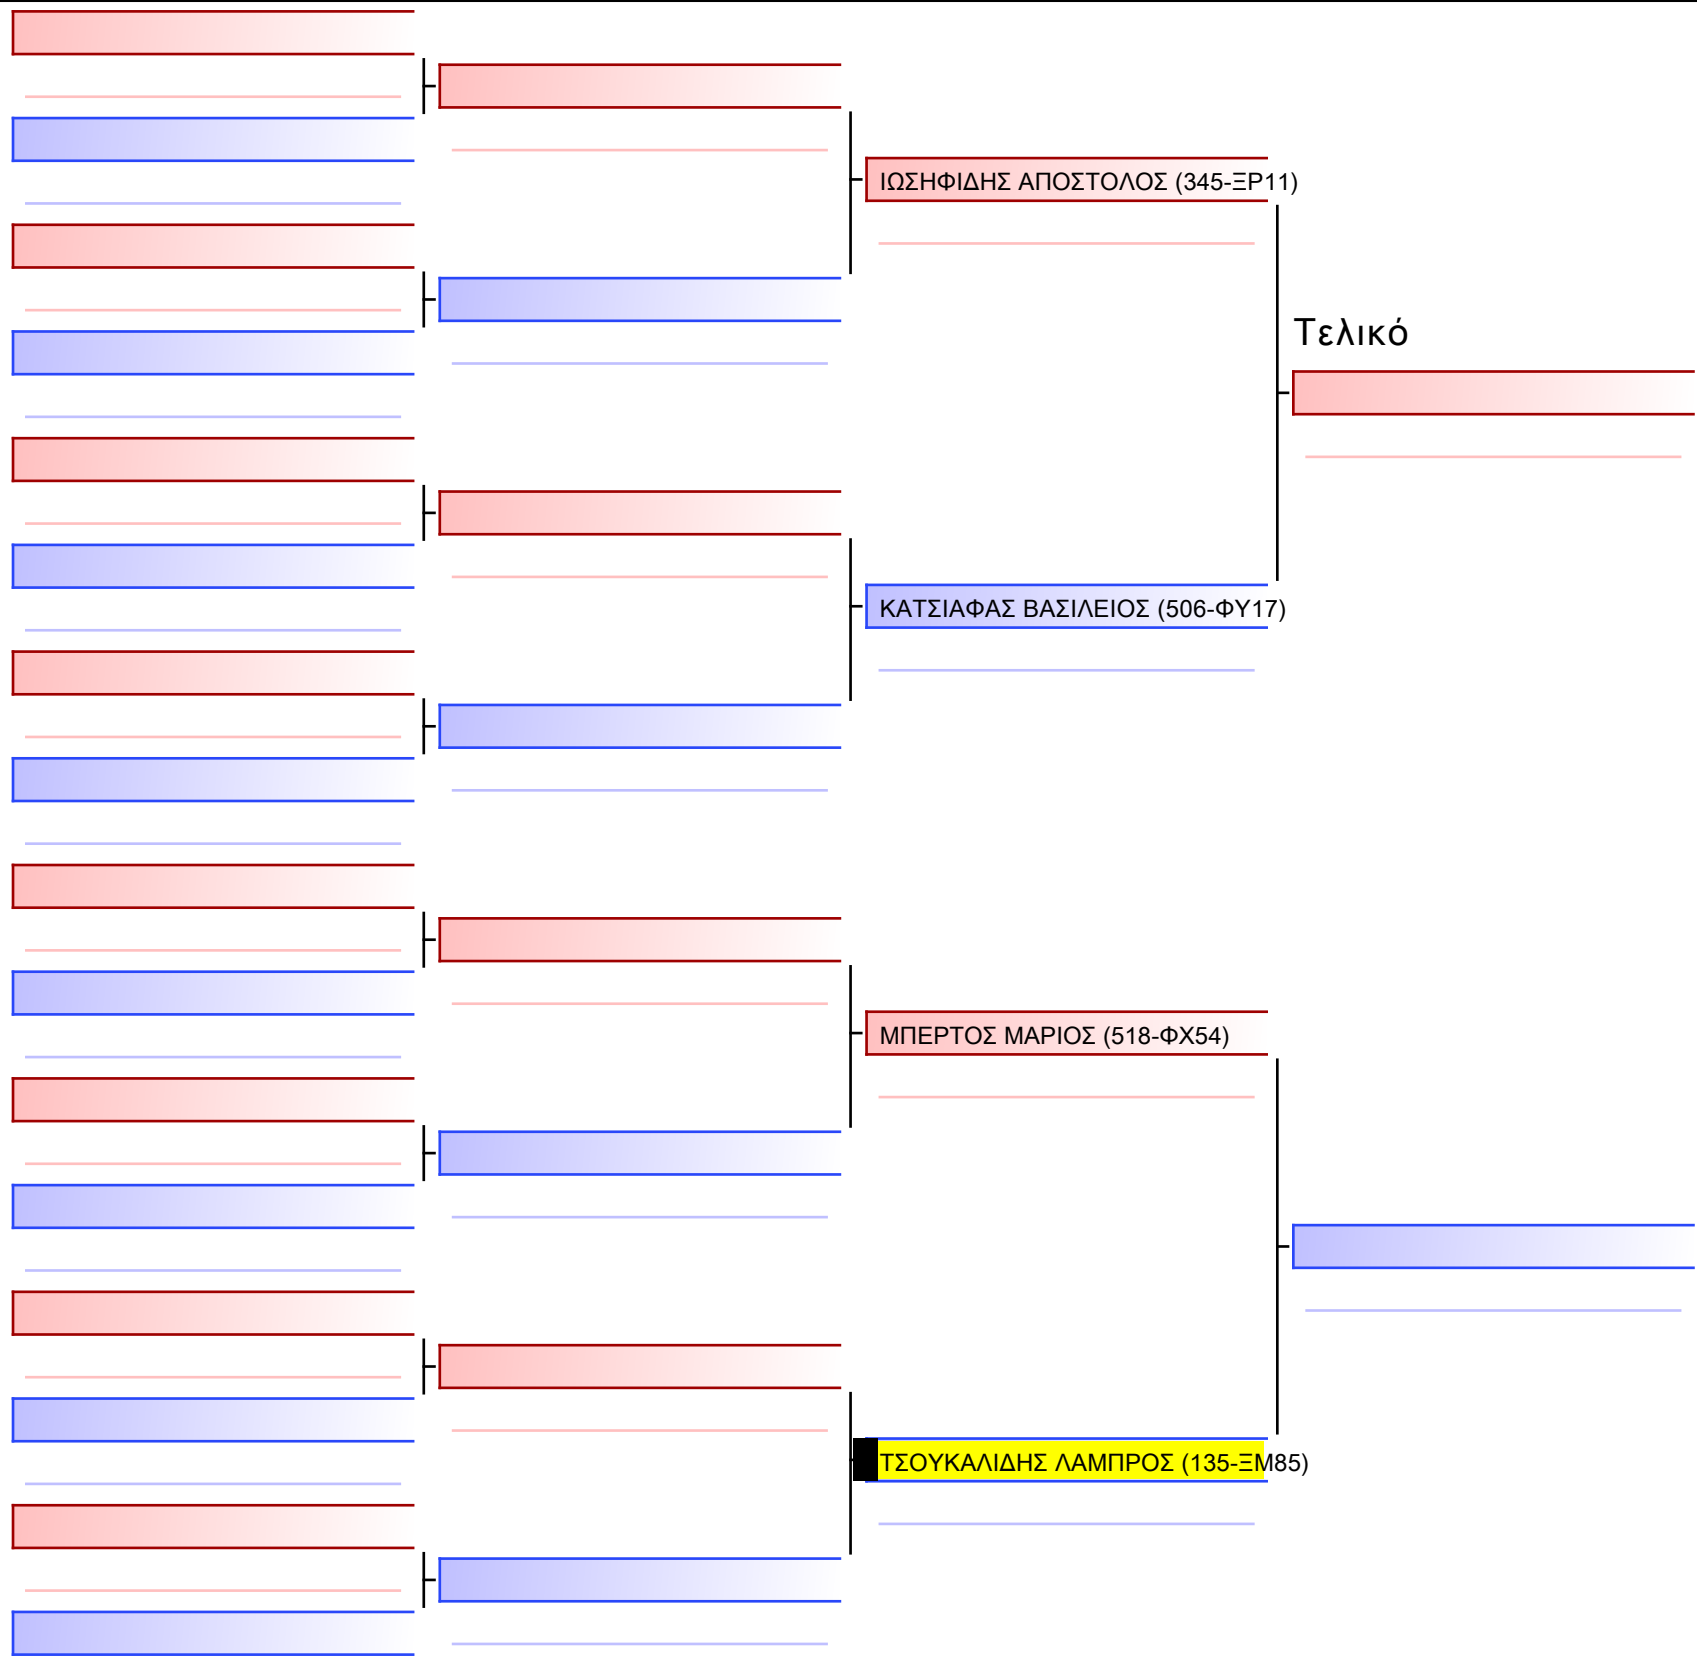 ΙΩΣΗΦΙΔΗΣ ΑΠΟΣΤΟΛΟΣ (345-ΞΡ11)
Τελικό
ΚΑΤΣΙΑΦΑΣ ΒΑΣΙΛΕΙΟΣ (506-ΦΥ17)
ΜΠΕΡΤΟΣ ΜΑΡΙΟΣ (518-ΦΧ54)
ΤΣΟΥΚΑΛΙΔΗΣ ΛΑΜΠΡΟΣ (135-ΞΜ85)